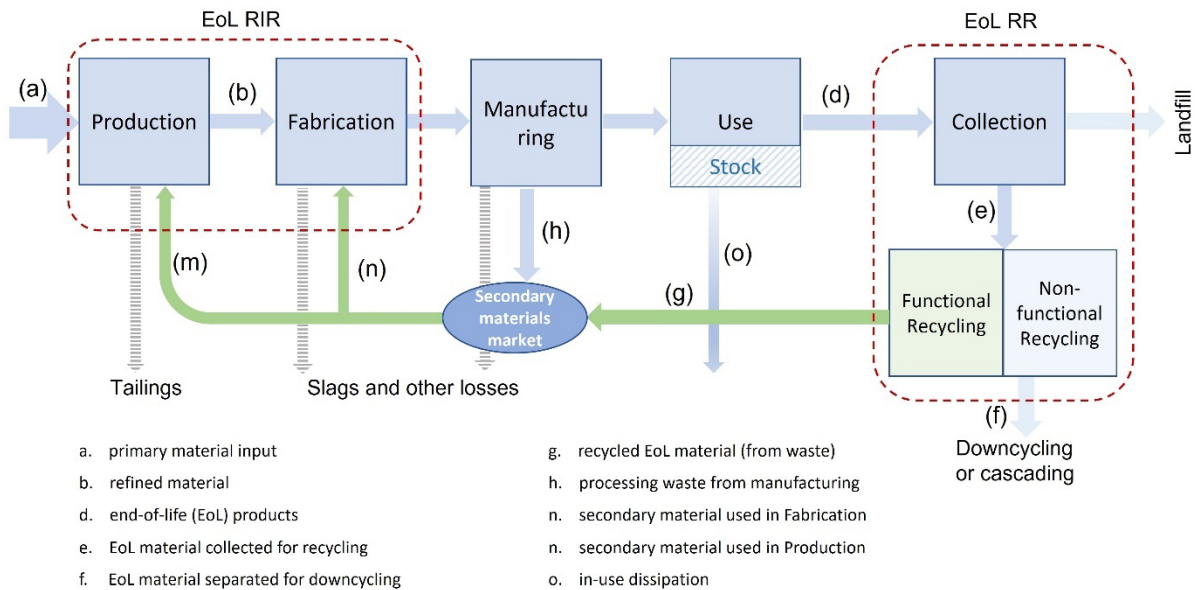 EoL RIR
EoL RR
(a)
Production
(b)
Fabrication
Manufactu
ring
Use
Stock
(d)
Collection
Landfill
(e)
(h)
(o)
(m)
(n)
(g)
Secondary
materials
market
Functional
Recycling
Non-
functional
Recycling
Tailings
Slags and other losses
(f)
Downcycling
or cascading
a. primary material input
b. refined material
d. end-of-life (EoL) products
e. EoL material collected for recycling
f. EoL material separated for downcycling
g. recycled EoL material (from waste)
h. processing waste from manufacturing
n. secondary material used in Fabrication
n. secondary material used in Production
o. in-use dissipation